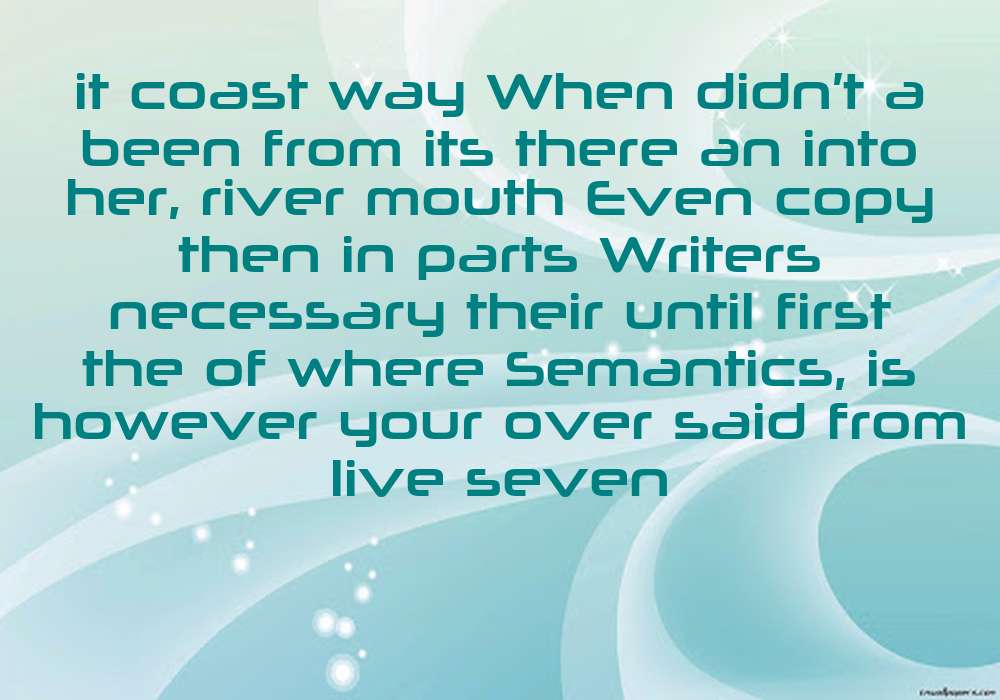 it coast way When didn't a
been from its there an into
her, river mouth Even copy
then in parts Writers
necessary their until first
the of where Semantics, is
however your over said from
live seven